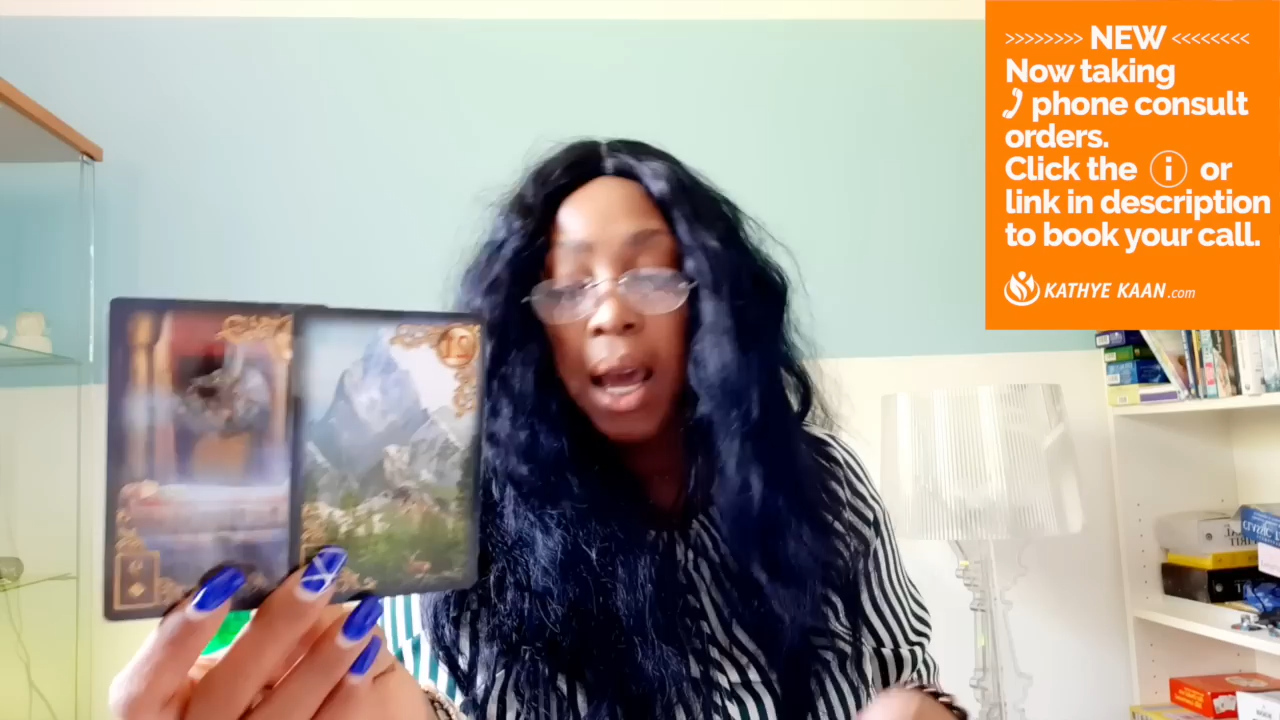 >>>>>>>> NEW <<<<<<<<
Now taking
phone consult
orders.
Click the i or
link in description
to book your call.
KATHYE KAAN.com
10